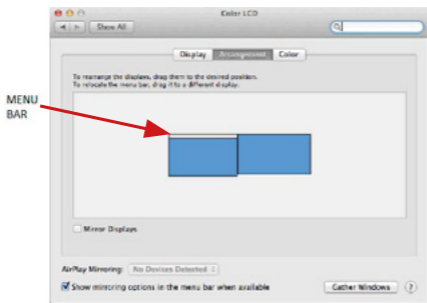 Color LCD
Show All
Display Arrangement Color
To rearrange the displays, drag them to the desired position.
To relocate the menu bar, drag it to a different display.
MENU
BAR
Mirror Displays
AirPlay Mirroring: No Devices Detected
Show mirroring options in the menu bar when available
Gather Windows ?